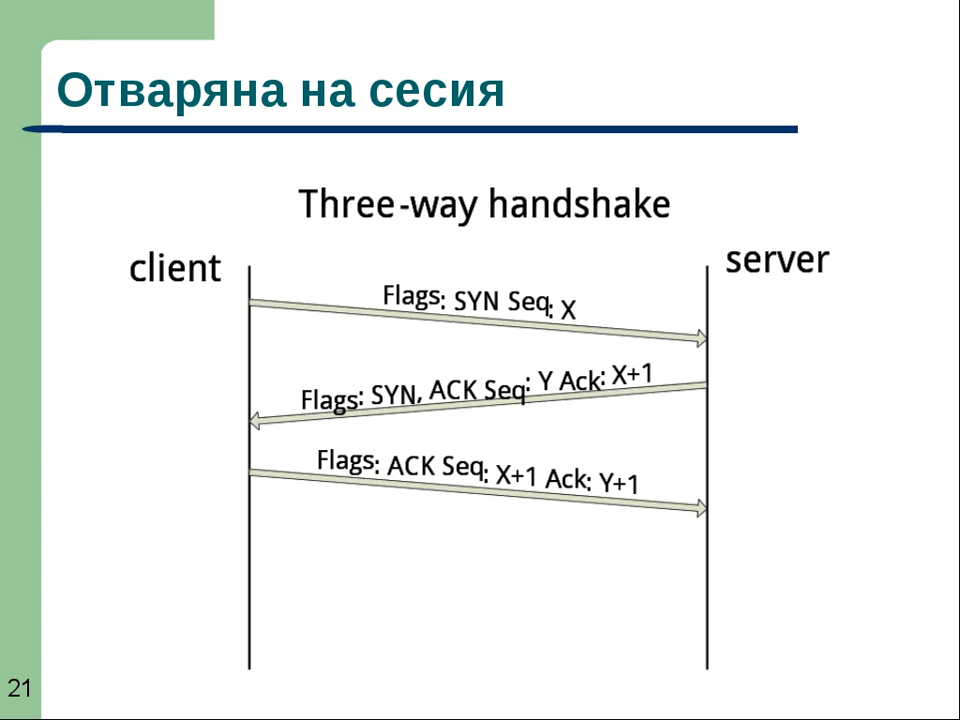 Отваряна на сесия
Three-way handshake
client
server
Flags: SYN Seq: X
Flags: SYN, ACK Seq: Y Ack: X+1
Flags: ACK Seq: X+1 Ack: Y+1
21